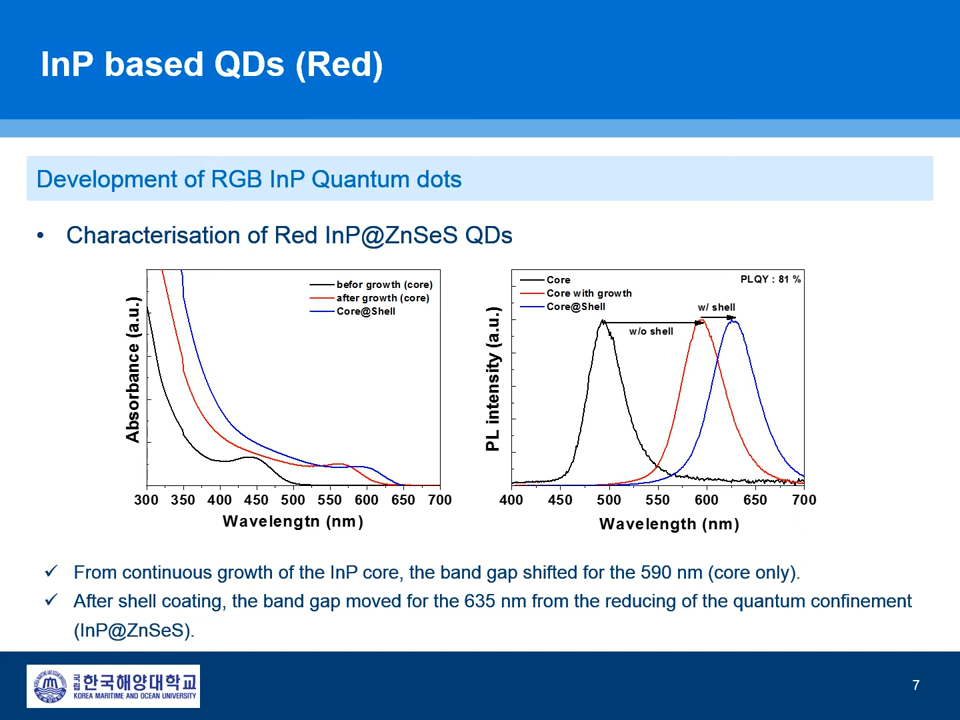 InP based QDs (Red)
Development of RGB InP Quantum dots
• Characterisation of Red InP@ZnSeS QDs
befor growth (core)
after growth (core)
Core@Shell
Absorbance (a.u.)
300 350 400 450 500 550 600 650 700
Wavelengtn (nm)
Core
Core with growth
Core@Shell
PLQY : 81 %
w/ shell
w/o shell
PL intensity (a.u.)
400 450 500 550 600 650 700
Wavelength (nm)
✓ From continuous growth of the InP core, the band gap shifted for the 590 nm (core only).
✓ After shell coating, the band gap moved for the 635 nm from the reducing of the quantum confinement
(InP@ZnSeS).
국립 한국해양대학교
KOREA MARITIME AND OCEAN UNIVERSITY
7